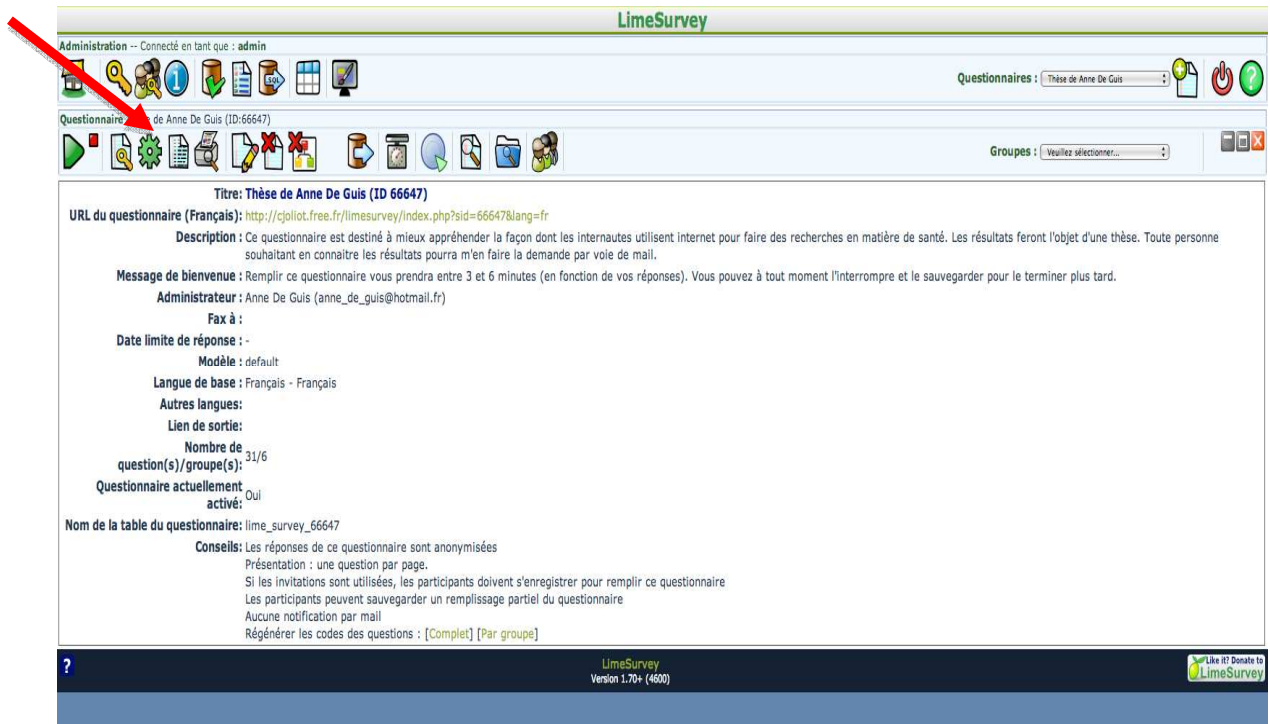 LimeSurvey
Administration -- Connecté en tant que : admin
SQL
Questionnaires : Thèse de Anne De Guis
Questionnaire de Anne De Guis (ID:66647)
Groupes : Veuillez sélectionner...
Titre: Thèse de Anne De Guis (ID 66647)
URL du questionnaire (Français): http://cjoliot.free.fr/limesurvey/index.php?sid=66647&lang=fr
Description : Ce questionnaire est destiné à mieux appréhender la façon dont les internautes utilisent internet pour faire des recherches en matière de santé. Les résultats feront l'objet d'une thèse. Toute personne
souhaitant en connaitre les résultats pourra m'en faire la demande par voie de mail.
Message de bienvenue : Remplir ce questionnaire vous prendra entre 3 et 6 minutes (en fonction de vos réponses). Vous pouvez à tout moment l'interrompre et le sauvegarder pour le terminer plus tard.
Administrateur : Anne De Guis (anne_de_guis@hotmail.fr)
Fax à :
Date limite de réponse : -
Modèle : default
Langue de base : Français - Français
Autres langues:
Lien de sortie:
Nombre de
question(s)/groupe(s): 31/6
Questionnaire actuellement
activé: Oui
Nom de la table du questionnaire: lime_survey_66647
Conseils: Les réponses de ce questionnaire sont anonymisées
Présentation : une question par page.
Si les invitations sont utilisées, les participants doivent s'enregistrer pour remplir ce questionnaire
Les participants peuvent sauvegarder un remplissage partiel du questionnaire
Aucune notification par mail
Régénérer les codes des questions : [Complet] [Par groupe]
?
LimeSurvey
Version 1.70+ (4600)
Like it? Donate to
LimeSurvey